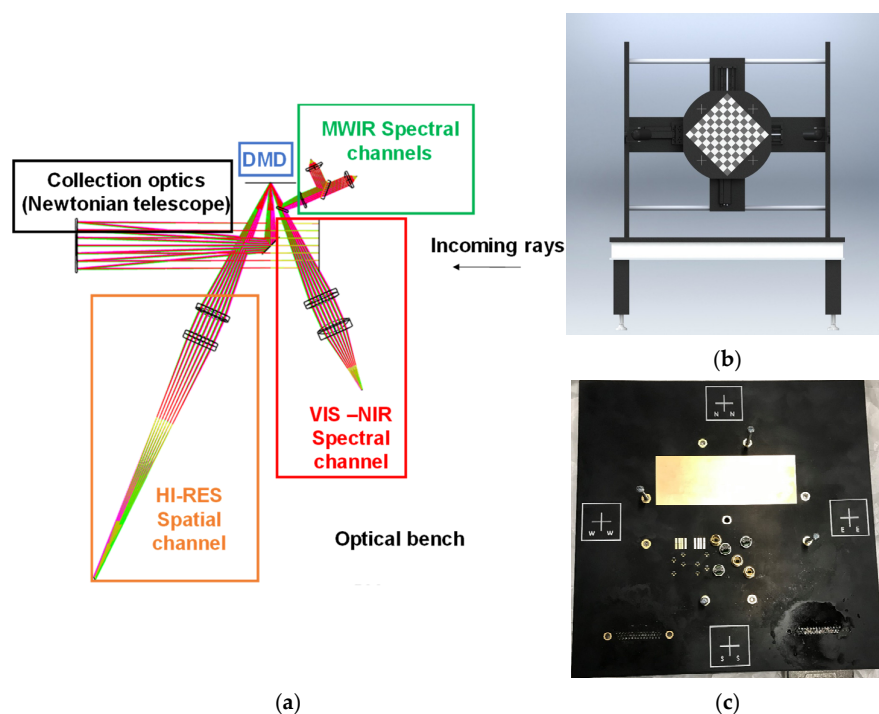 MWIR Spectral
channels
DMD
Collection optics
(Newtonian telescope)
Incoming rays
VIS –NIR
Spectral
channel
HI-RES
Spatial
channel
Optical bench
(a)
(b)
N N
W W
E E
S S
(c)